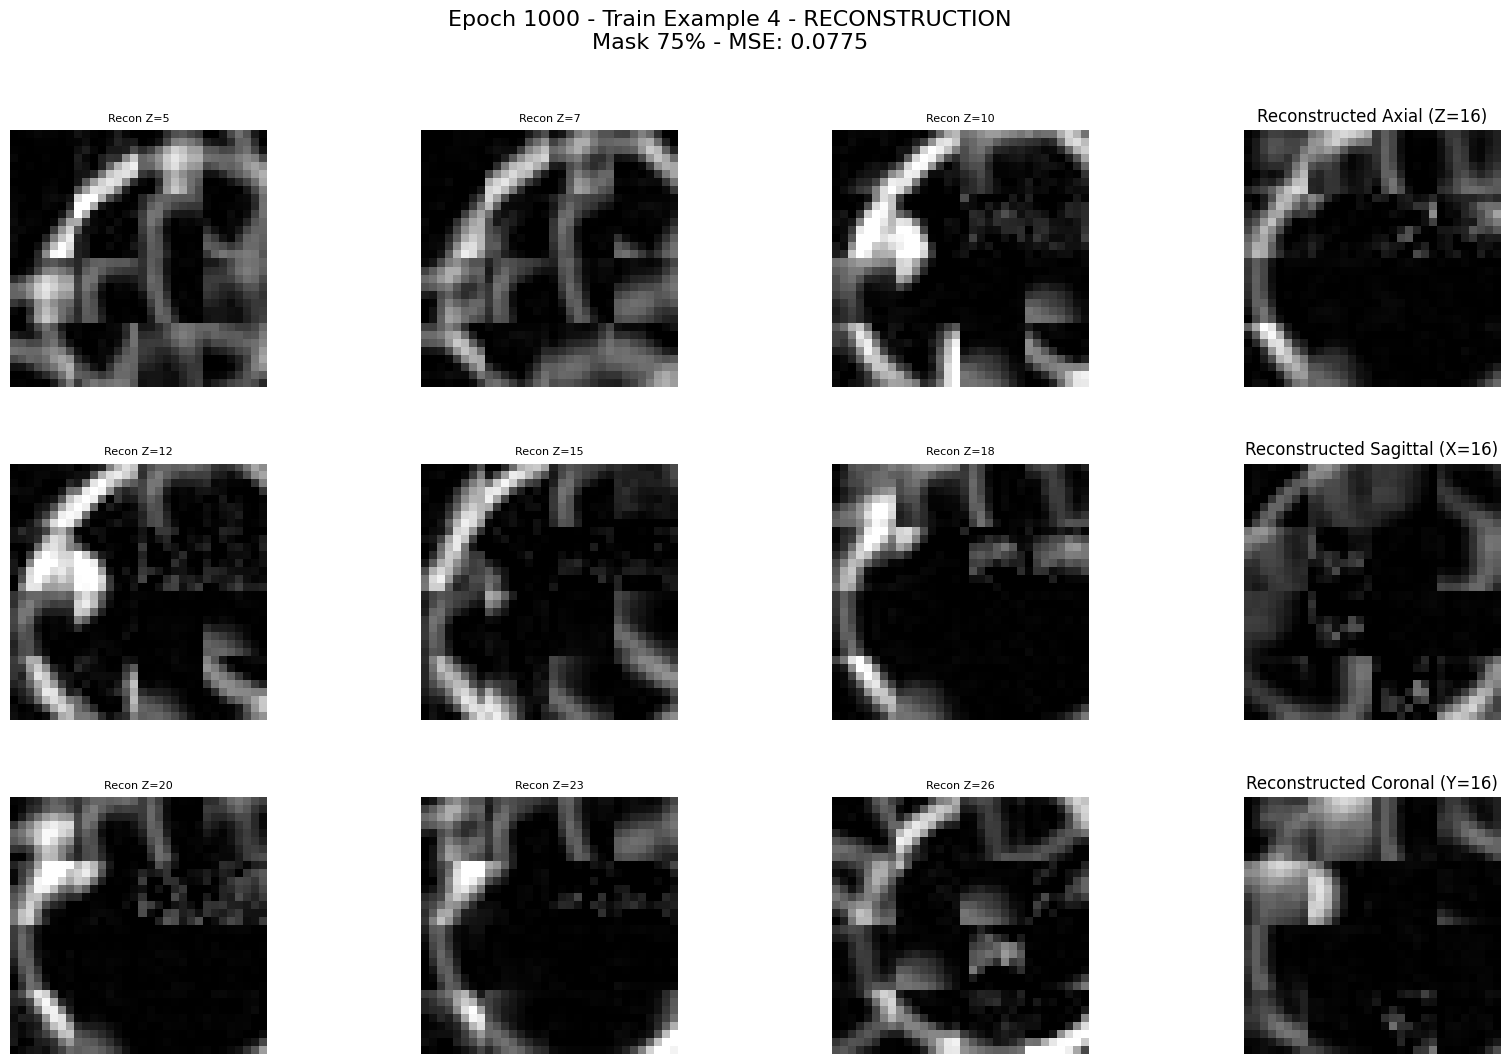 Epoch 1000 - Train Example 4 - RECONSTRUCTION
Mask 75% - MSE: 0.0775
Recon Z=5
Recon Z=7
Recon Z=10
Reconstructed Axial (Z=16)
Recon Z=12
Recon Z=15
Recon Z=18
Reconstructed Sagittal (X=16)
Recon Z=20
Recon Z=23
Recon Z=26
Reconstructed Coronal (Y=16)